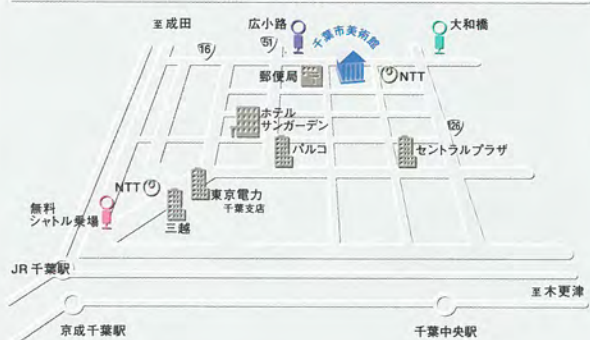 至成田
広小路
大和橋
16
51
千葉市美術館
郵便局
NTT
ホテル
サンガーデン
126
パルコ
セントラルプラザ
NTT
東京電力
千葉支店
無料
シャトル乗場
三越
JR千葉駅
至木更津
京成千葉駅
千葉中央駅